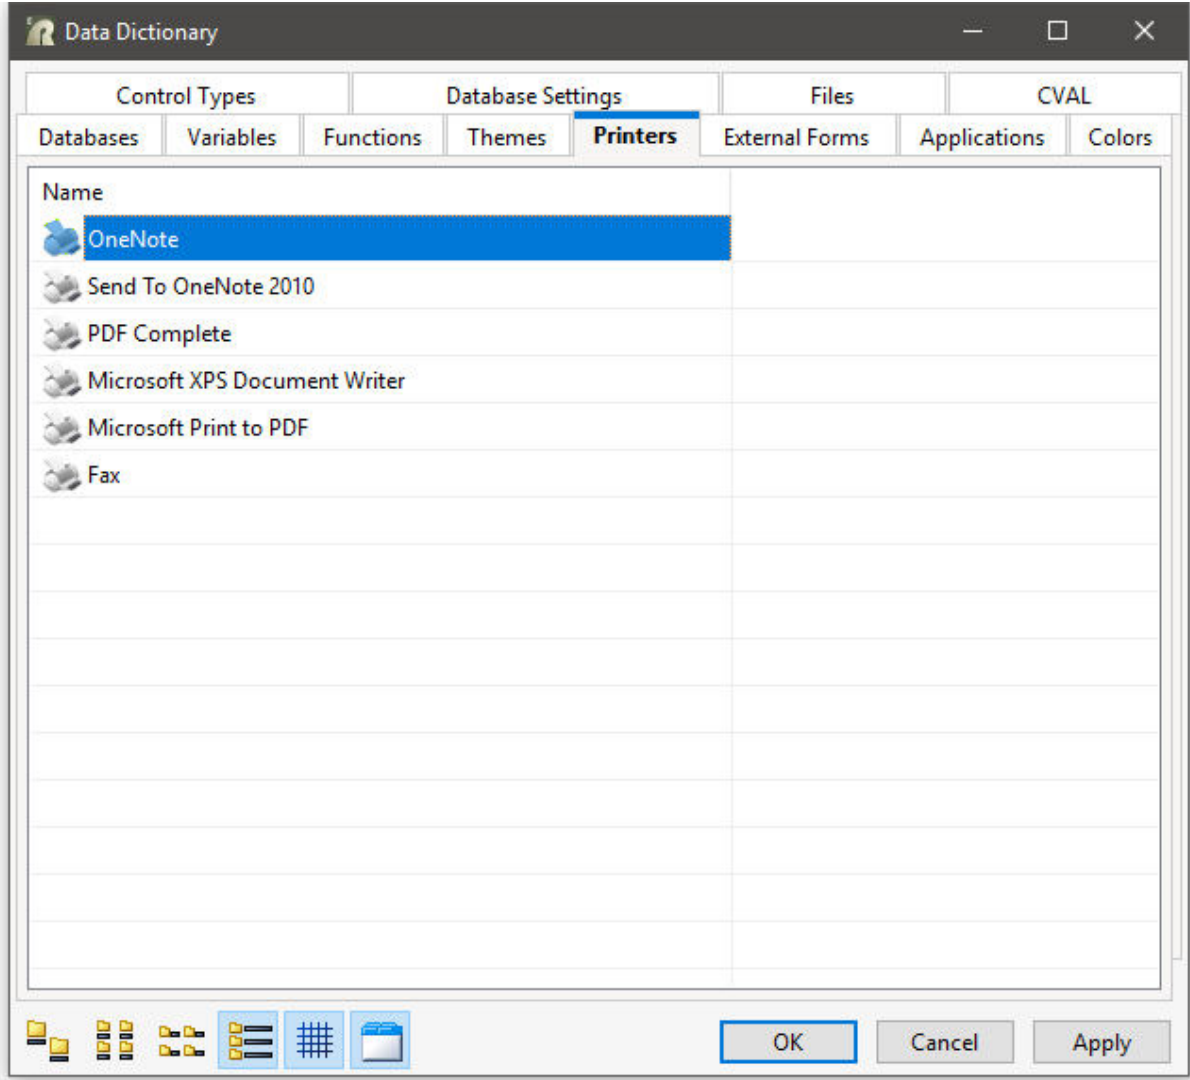 Data Dictionary
Control Types Database Settings Files CVAL
Databases Variables Functions Themes Printers External Forms Applications Colors
Name
OneNote
Send To OneNote 2010
PDF Complete
Microsoft XPS Document Writer
Microsoft Print to PDF
Fax
OK Cancel Apply